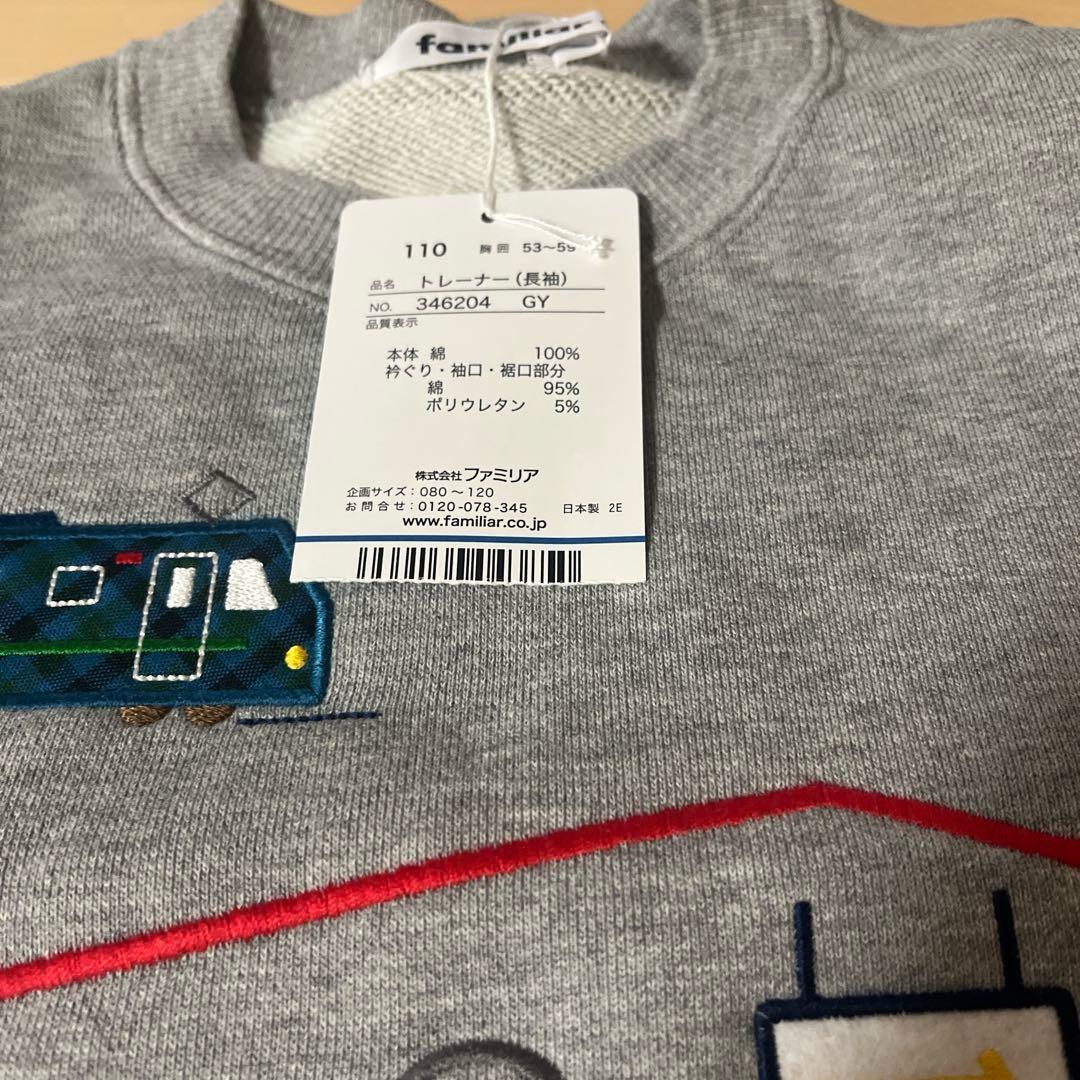 familiar
110 胸囲 53〜59
品名 トレーナー(長袖)
NO. 346204 GY
品質表示
本体 綿 100%
衿ぐり・袖口・裾口部分
綿 95%
ポリウレタン 5%
株式会社ファミリア
企画サイズ:080〜120
お問合せ:0120-078-345 日本製 2E
www.familiar.co.jp